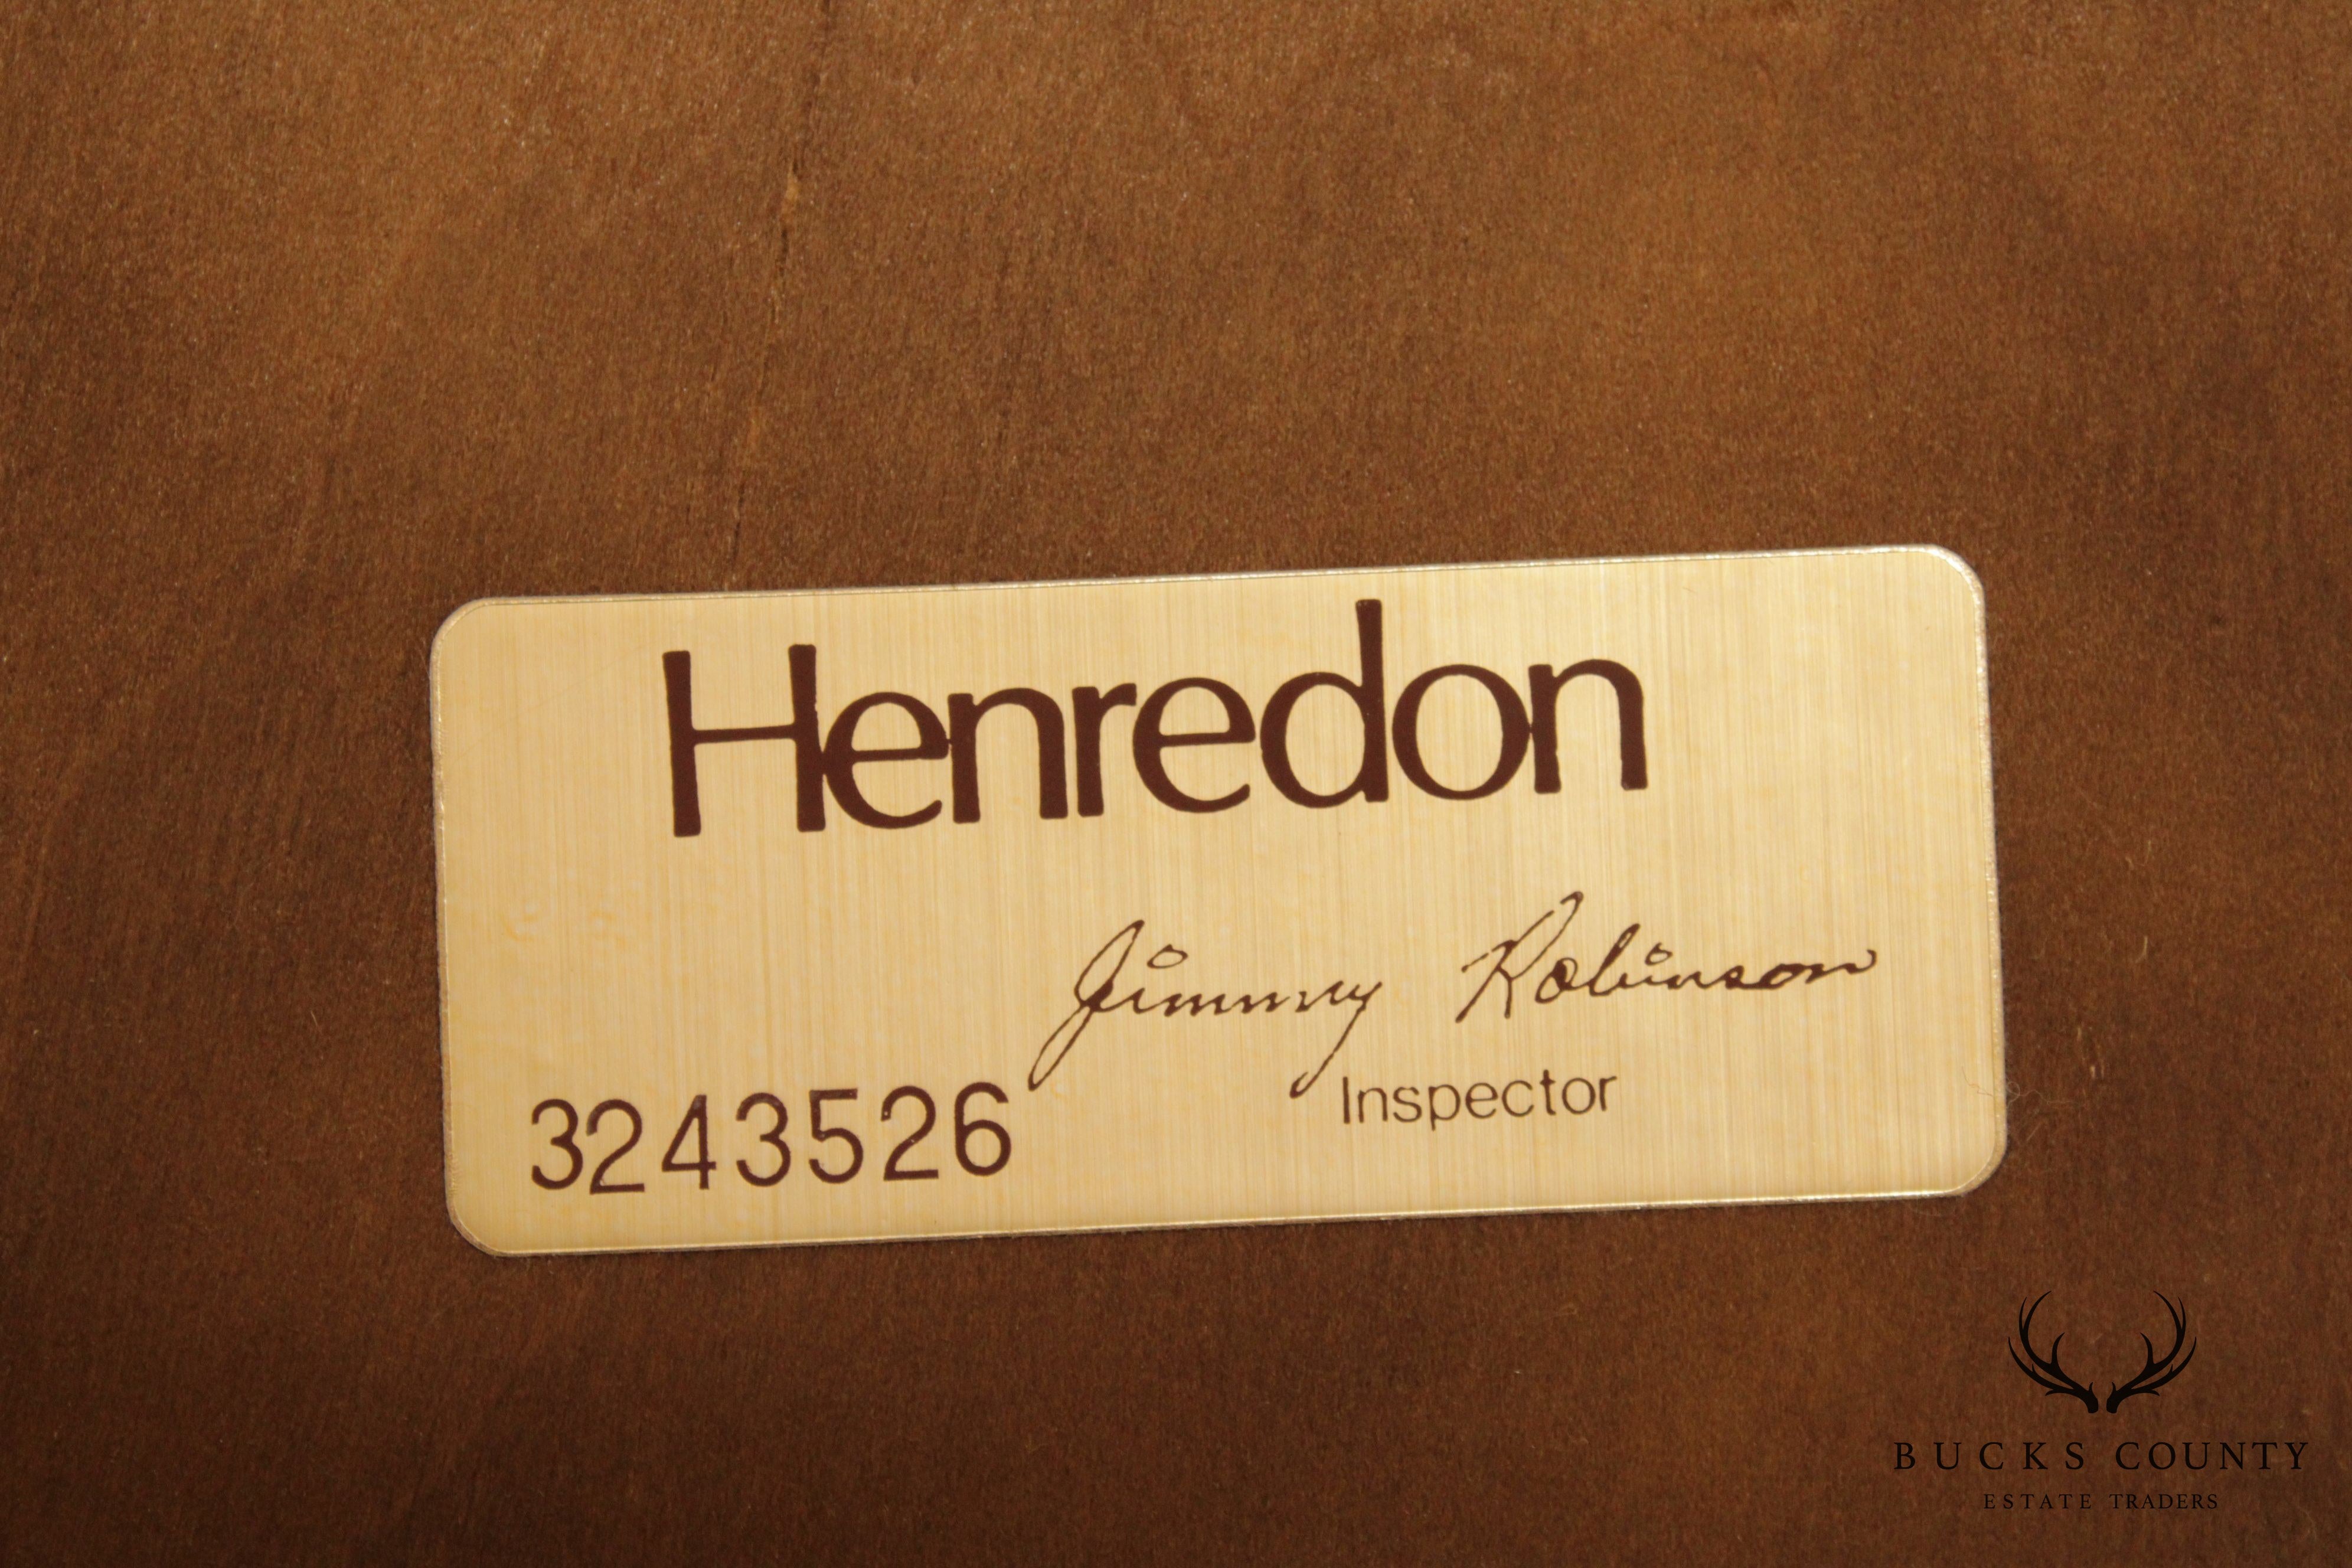 Henredon
Jimmy Robinson
Inspector
3243526
BUCKS COUNTY
ESTATE TRADERS